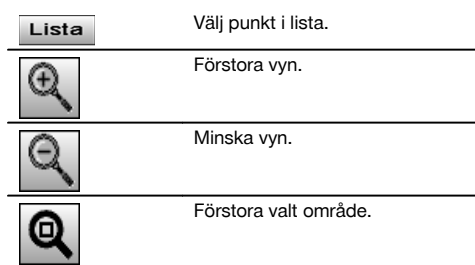 Lista Välj punkt i lista.
Förstora vyn.
Minska vyn.
Förstora valt område.